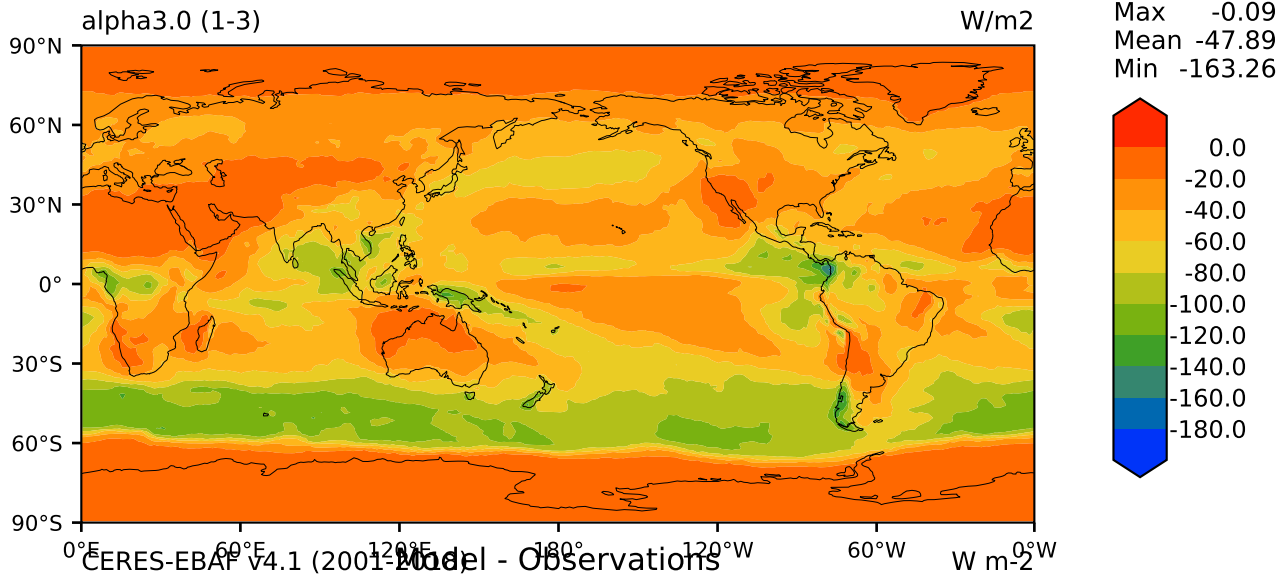 alpha3.0 (1-3) W/m2
Max -0.09
Mean -47.89
Min -163.26
90°N
60°N
30°N
0°
30°S
60°S
90°S
0°E 60°E 120°E 180° 120°W 60°W 0°W
CERES-EBAF v4.1 (2001-2018) Model - Observations W m-2
0.0
-20.0
-40.0
-60.0
-80.0
-100.0
-120.0
-140.0
-160.0
-180.0